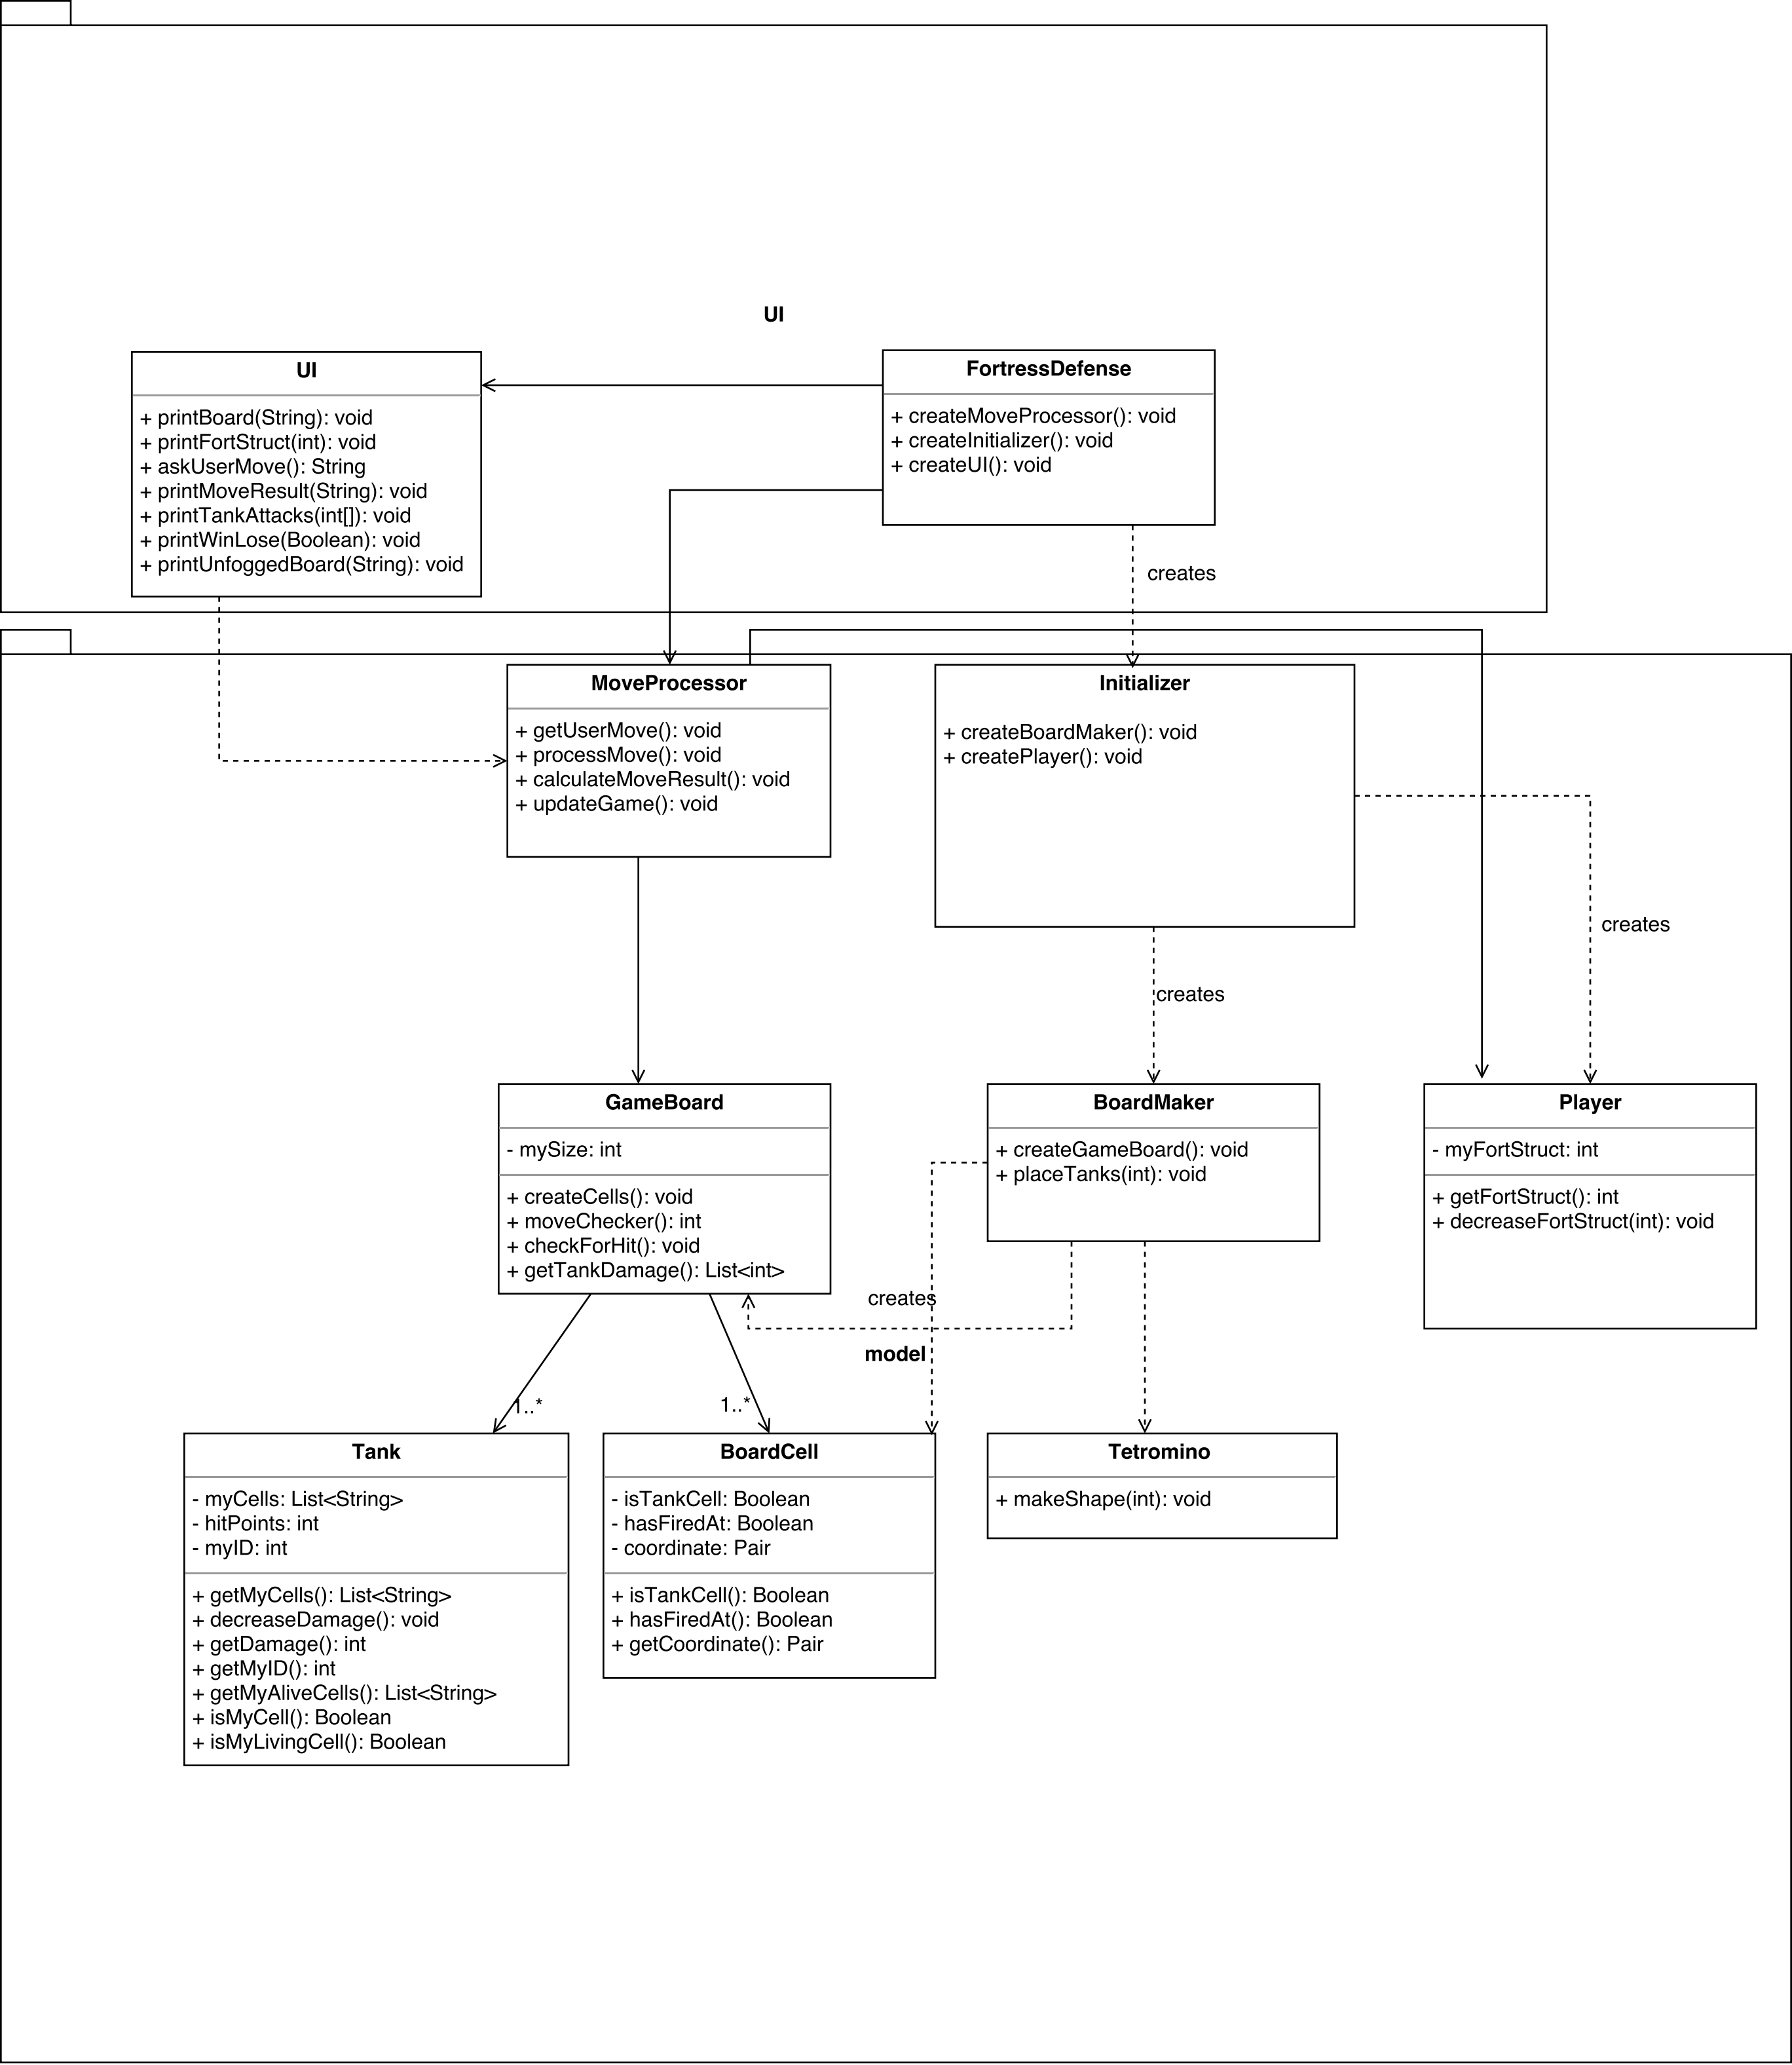 UI
UI
+ printBoard(String): void
+ printFortStruct(int): void
+ askUserMove(): String
+ printMoveResult(String): void
+ printTankAttacks(int[]): void
+ printWinLose(Boolean): void
+ printUnfoggedBoard(String): void
FortressDefense
+ createMoveProcessor(): void
+ createInitializer(): void
+ createUI(): void
creates
MoveProcessor
+ getUserMove(): void
+ processMove(): void
+ calculateMoveResult(): void
+ updateGame(): void
Initializer
+ createBoardMaker(): void
+ createPlayer(): void
creates
creates
GameBoard
- mySize: int
+ createCells(): void
+ moveChecker(): int
+ checkForHit(): void
+ getTankDamage(): List<int>
BoardMaker
+ createGameBoard(): void
+ placeTanks(int): void
Player
- myFortStruct: int
+ getFortStruct(): int
+ decreaseFortStruct(int): void
creates
model
1..*
1..*
Tank
- myCells: List<String>
- hitPoints: int
- myID: int
+ getMyCells(): List<String>
+ decreaseDamage(): void
+ getDamage(): int
+ getMyID(): int
+ getMyAliveCells(): List<String>
+ isMyCell(): Boolean
+ isMyLivingCell(): Boolean
BoardCell
- isTankCell: Boolean
- hasFiredAt: Boolean
- coordinate: Pair
+ isTankCell(): Boolean
+ hasFiredAt(): Boolean
+ getCoordinate(): Pair
Tetromino
+ makeShape(int): void